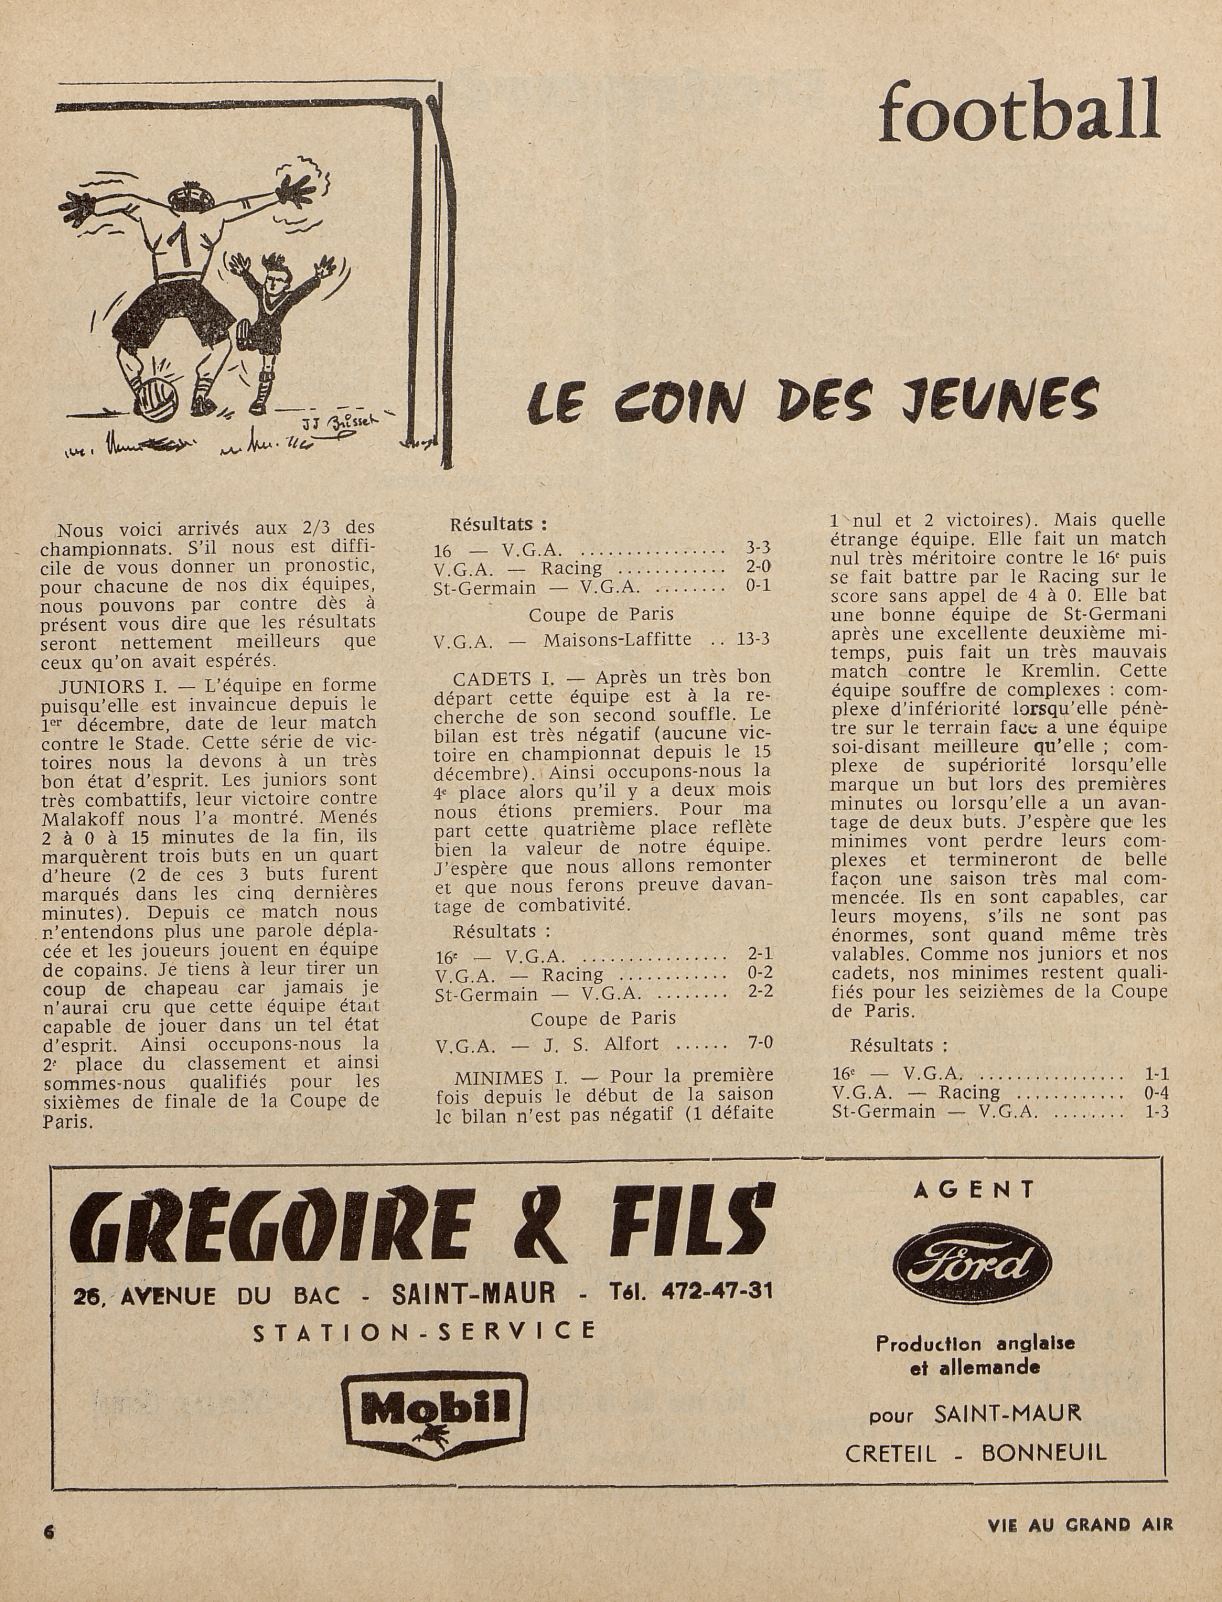 football
1
JJ Brisset
LE COIN DES JEUNES
Nous voici arrivés aux 2/3 des
championnats. S'il nous est diffi-
cile de vous donner un pronostic,
pour chacune de nos dix équipes,
nous pouvons par contre dès à
présent vous dire que les résultats
seront nettement meilleurs que
ceux qu'on avait espérés.
JUNIORS I. — L'équipe en forme
puisqu'elle est invaincue depuis le
1er décembre, date de leur match
contre le Stade. Cette série de vic-
toires nous la devons à un très
bon état d'esprit. Les juniors sont
très combattifs, leur victoire contre
Malakoff nous l'a montré. Menés
2 à 0 à 15 minutes de la fin, ils
marquèrent trois buts en un quart
d'heure (2 de ces 3 buts furent
marqués dans les cinq dernières
minutes). Depuis ce match nous
n'entendons plus une parole dépla-
cée et les joueurs jouent en équipe
de copains. Je tiens à leur tirer un
coup de chapeau car jamais je
n'aurai cru que cette équipe était
capable de jouer dans un tel état
d'esprit. Ainsi occupons-nous la
2e place du classement et ainsi
sommes-nous qualifiés pour les
sixièmes de finale de la Coupe de
Paris.
Résultats :
16 — V.G.A. ................ 3-3
V.G.A. — Racing ............ 2-0
St-Germain — V.G.A. ........ 0-1
Coupe de Paris
V.G.A. — Maisons-Laffitte .. 13-3
CADETS I. — Après un très bon
départ cette équipe est à la re-
cherche de son second souffle. Le
bilan est très négatif (aucune vic-
toire en championnat depuis le 15
décembre). Ainsi occupons-nous la
4e place alors qu'il y a deux mois
nous étions premiers. Pour ma
part cette quatrième place reflète
bien la valeur de notre équipe.
J'espère que nous allons remonter
et que nous ferons preuve davan-
tage de combativité.
Résultats :
16e — V.G.A. ................ 2-1
V.G.A. — Racing ............ 0-2
St-Germain — V.G.A. ........ 2-2
Coupe de Paris
V.G.A. — J. S. Alfort ...... 7-0
MINIMES I. — Pour la première
fois depuis le début de la saison
le bilan n'est pas négatif (1 défaite
1 nul et 2 victoires). Mais quelle
étrange équipe. Elle fait un match
nul très méritoire contre le 16e puis
se fait battre par le Racing sur le
score sans appel de 4 à 0. Elle bat
une bonne équipe de St-Germani
après une excellente deuxième mi-
temps, puis fait un très mauvais
match contre le Kremlin. Cette
équipe souffre de complexes : com-
plexe d'infériorité lorsqu'elle pénè-
tre sur le terrain face a une équipe
soi-disant meilleure qu'elle ; com-
plexe de supériorité lorsqu'elle
marque un but lors des premières
minutes ou lorsqu'elle a un avan-
tage de deux buts. J'espère que les
minimes vont perdre leurs com-
plexes et termineront de belle
façon une saison très mal com-
mencée. Ils en sont capables, car
leurs moyens, s'ils ne sont pas
énormes, sont quand même très
valables. Comme nos juniors et nos
cadets, nos minimes restent quali-
fiés pour les seizièmes de la Coupe
de Paris.
Résultats :
16e — V.G.A. ................ 1-1
V.G.A. — Racing ............ 0-4
St-Germain — V.G.A. ........ 1-3
GRÉGOIRE & FILS
26, AVENUE DU BAC - SAINT-MAUR - Tél. 472-47-31
STATION-SERVICE
Mobil
AGENT
Ford
Production anglaise
et allemande
pour SAINT-MAUR
CRETEIL - BONNEUIL
6
VIE AU GRAND AIR